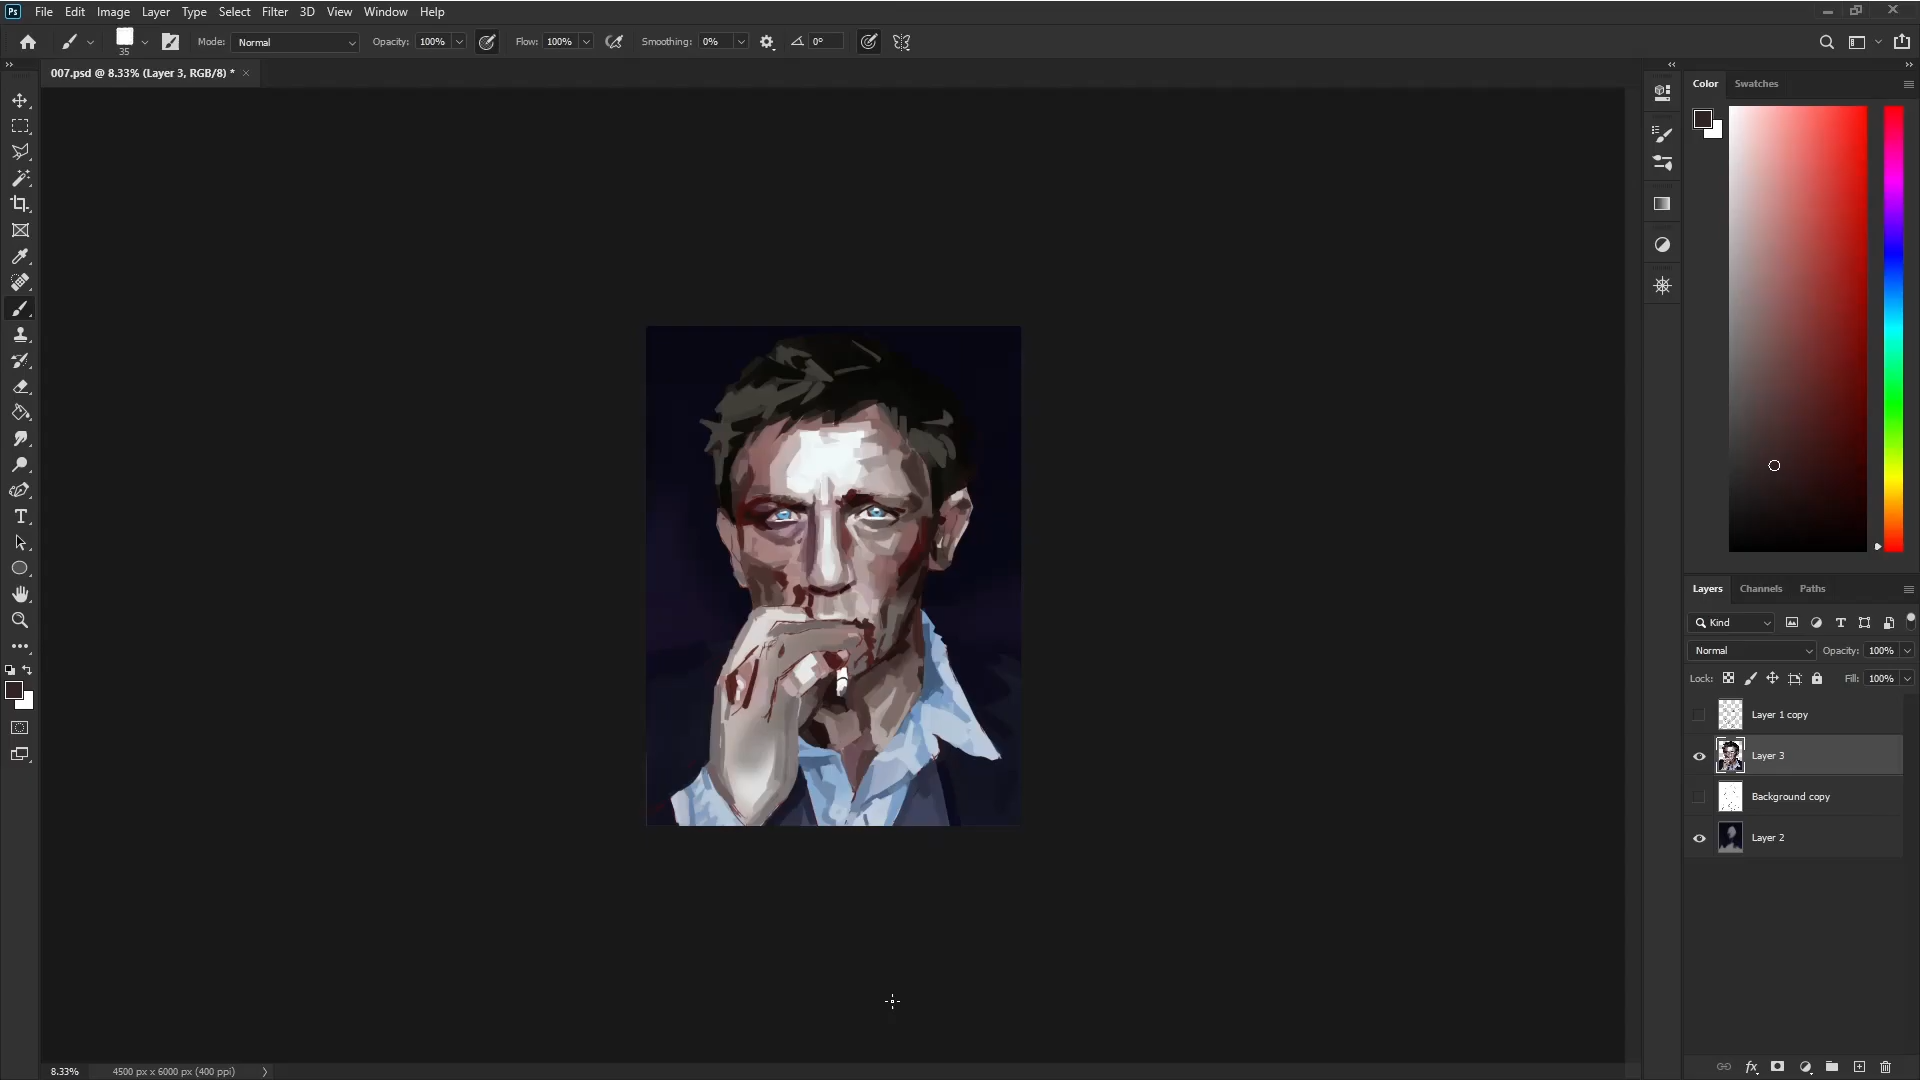 Ps File Edit Image Layer Type Select Filter 3D View Window Help
35 Mode: Normal Opacity: 100% Flow: 100% Smoothing: 0% 0°
007.psd @ 8.33% (Layer 3, RGB/8) *
Color Swatches
Layers Channels Paths
Kind
Normal Opacity: 100%
Lock: Fill: 100%
Layer 1 copy
Layer 3
Background copy
Layer 2
8.33% 4500 px x 6000 px (400 ppi)